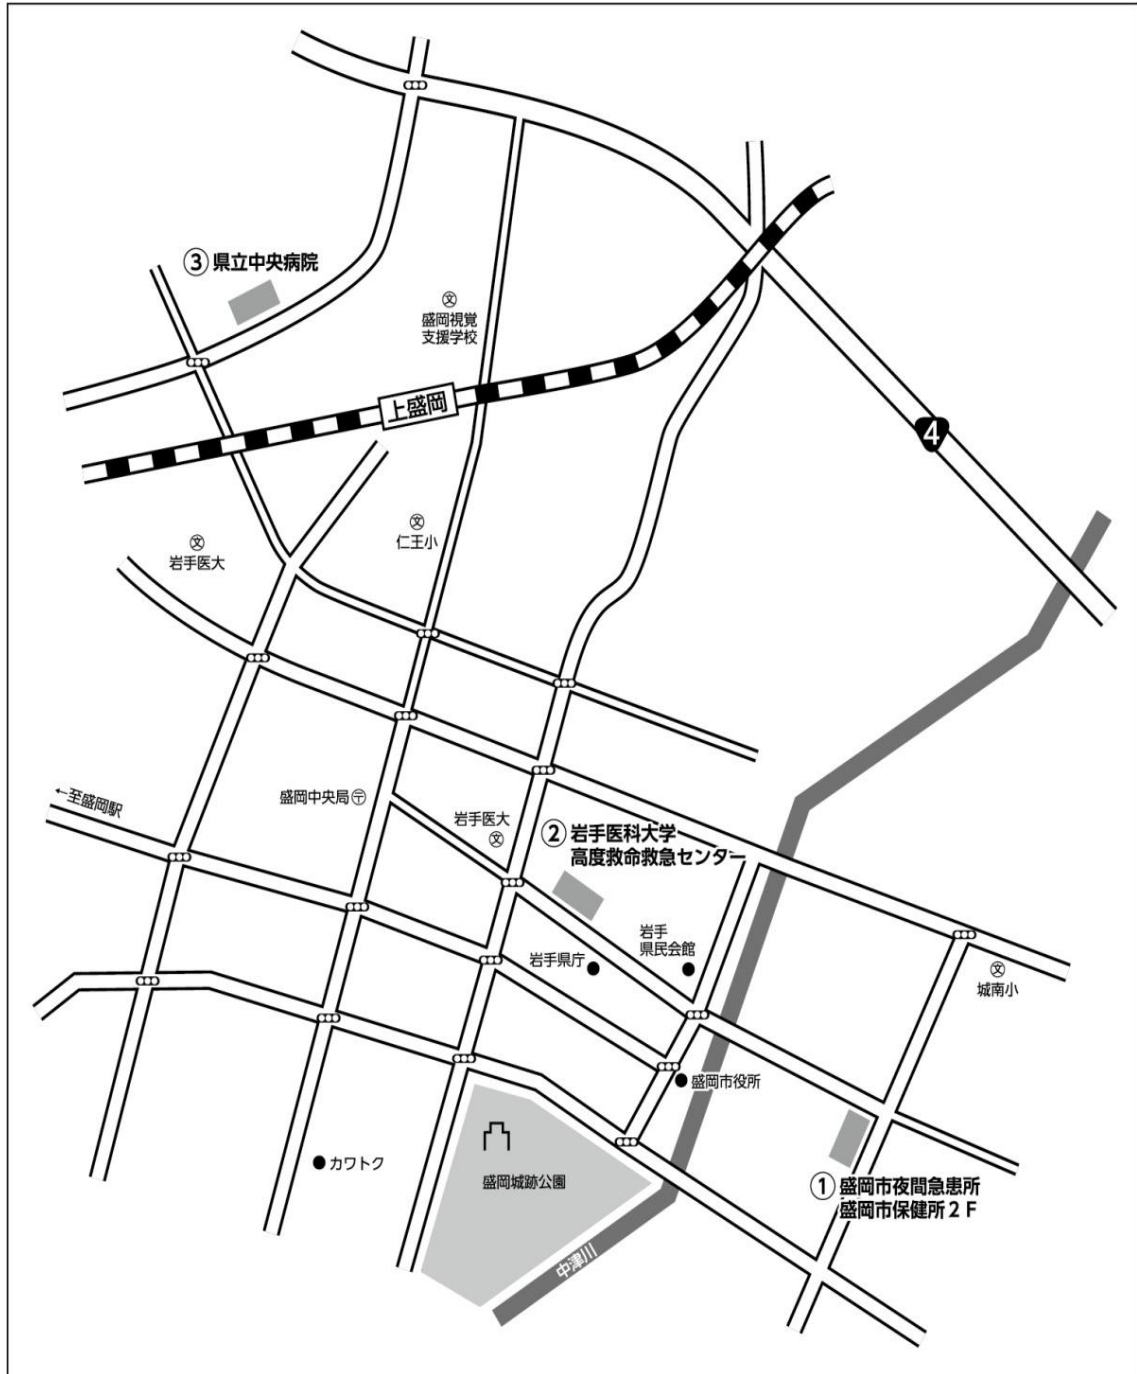 ③ 県立中央病院
文
盛岡視覚
支援学校
上盛岡
4
文
岩手医大
文
仁王小
←至盛岡駅
盛岡中央局〒
岩手医大
文
② 岩手医科大学
高度救命救急センター
岩手
県民会館
岩手県庁
文
城南小
盛岡市役所
カワトク
盛岡城跡公園
① 盛岡市夜間急患所
盛岡市保健所2F
中津川